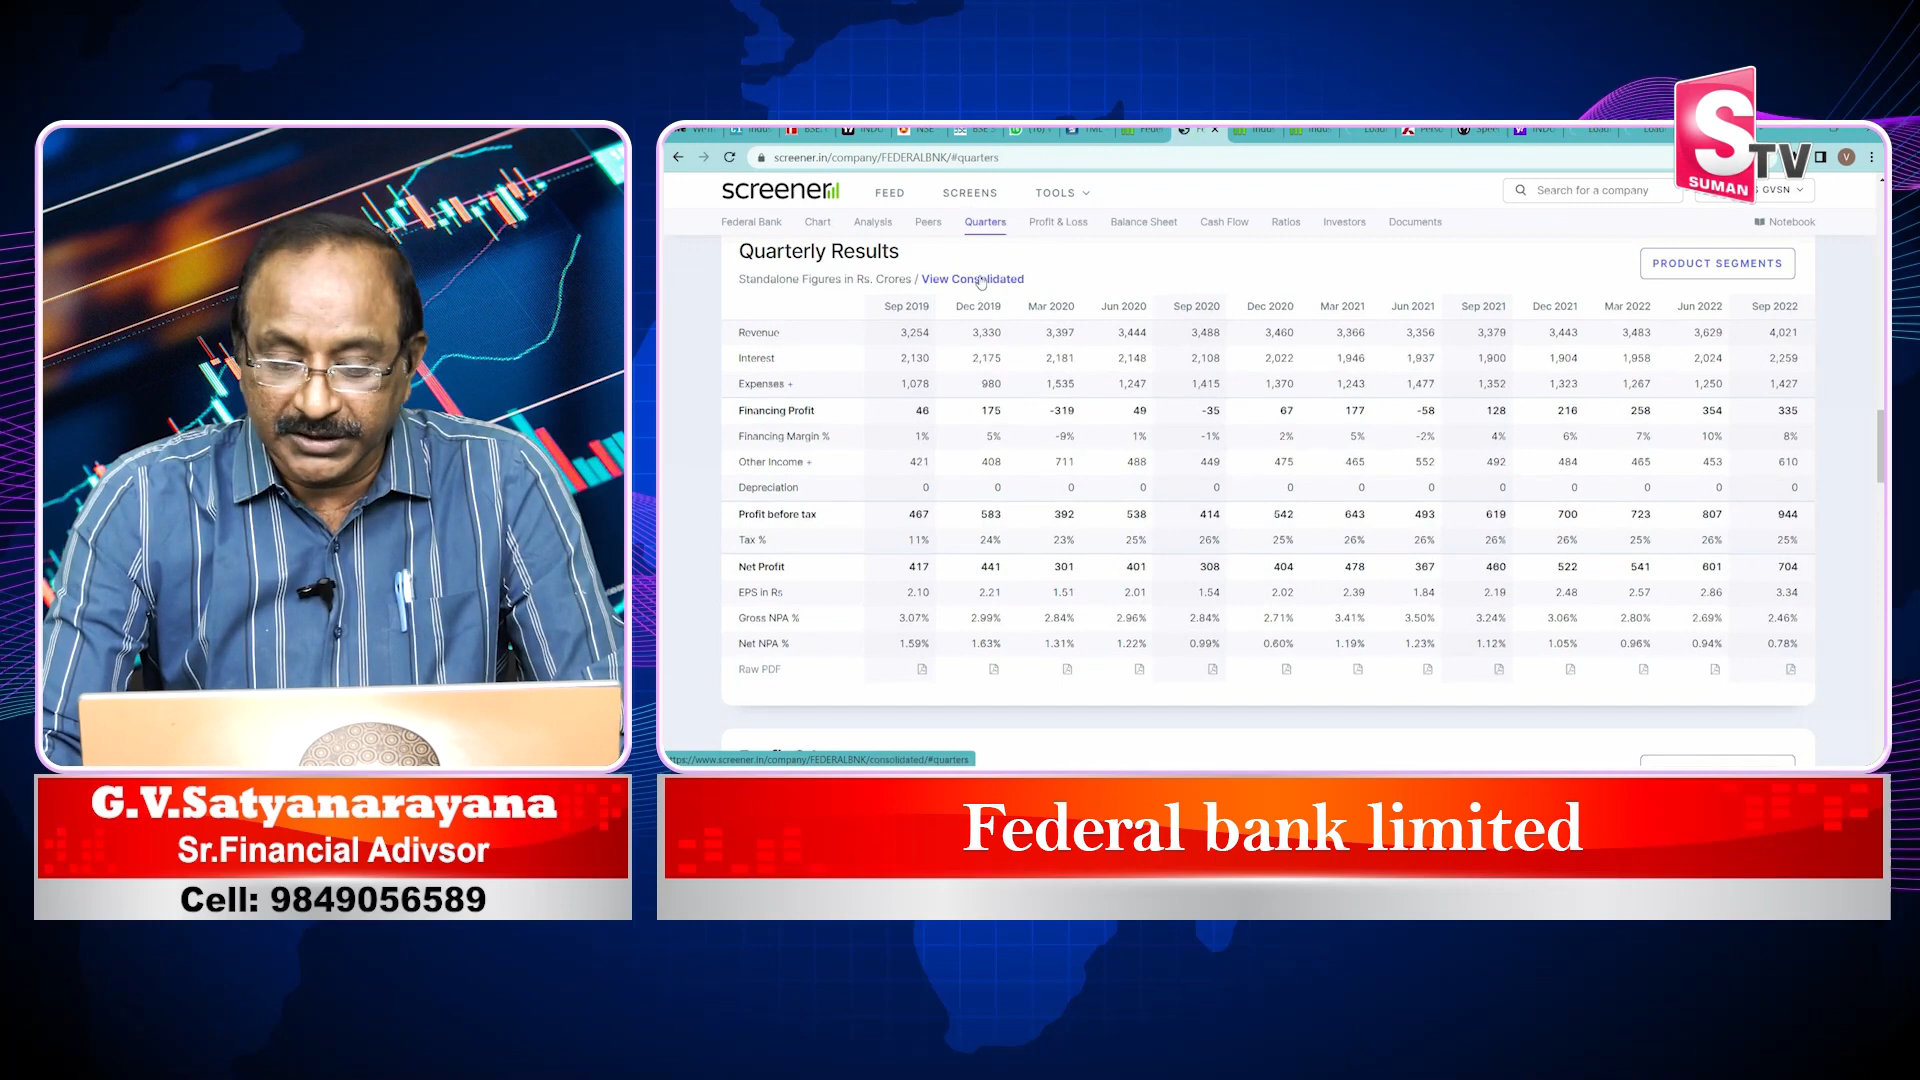 S
TV
SUMAN
screener.in/company/FEDERALBNK/#quarters
V
screener
FEED SCREENS TOOLS
Search for a company
GVSN
Federal Bank Chart Analysis Peers Quarters Profit & Loss Balance Sheet Cash Flow Ratios Investors Documents Notebook
Quarterly Results
Standalone Figures in Rs. Crores / View Consolidated
PRODUCT SEGMENTS
Sep 2019 Dec 2019 Mar 2020 Jun 2020 Sep 2020 Dec 2020 Mar 2021 Jun 2021 Sep 2021 Dec 2021 Mar 2022 Jun 2022 Sep 2022
Revenue 3,254 3,330 3,397 3,444 3,488 3,460 3,366 3,356 3,379 3,443 3,483 3,629 4,021
Interest 2,130 2,175 2,181 2,148 2,108 2,022 1,946 1,937 1,900 1,904 1,958 2,024 2,259
Expenses + 1,078 980 1,535 1,247 1,415 1,370 1,243 1,477 1,352 1,323 1,267 1,250 1,427
Financing Profit 46 175 -319 49 -35 67 177 -58 128 216 258 354 335
Financing Margin % 1% 5% -9% 1% -1% 2% 5% -2% 4% 6% 7% 10% 8%
Other Income + 421 408 711 488 449 475 465 552 492 484 465 453 610
Depreciation 0 0 0 0 0 0 0 0 0 0 0 0 0
Profit before tax 467 583 392 538 414 542 643 493 619 700 723 807 944
Tax % 11% 24% 23% 25% 26% 25% 26% 26% 26% 26% 25% 26% 25%
Net Profit 417 441 301 401 308 404 478 367 460 522 541 601 704
EPS in Rs 2.10 2.21 1.51 2.01 1.54 2.02 2.39 1.84 2.19 2.48 2.57 2.86 3.34
Gross NPA % 3.07% 2.99% 2.84% 2.96% 2.84% 2.71% 3.41% 3.50% 3.24% 3.06% 2.80% 2.69% 2.46%
Net NPA % 1.59% 1.63% 1.31% 1.22% 0.99% 0.60% 1.19% 1.23% 1.12% 1.05% 0.96% 0.94% 0.78%
Raw PDF
ttps://www.screener.in/company/FEDERALBNK/consolidated/#quarters
G.V.Satyanarayana
Sr.Financial Adivsor
Cell: 9849056589
Federal bank limited